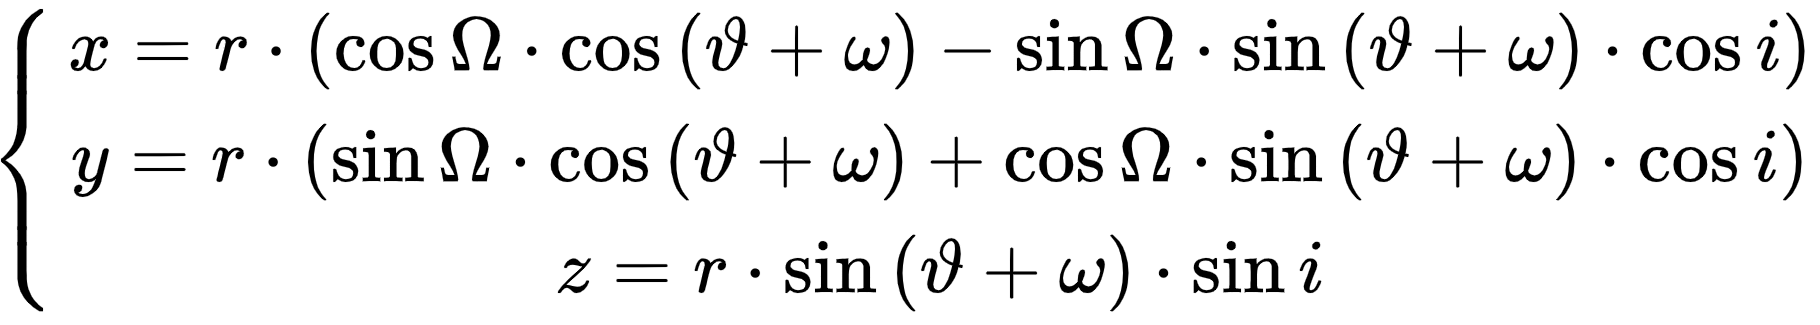 x = r · (cos Ω · cos (ϑ + ω) − sin Ω · sin (ϑ + ω) · cos i)
y = r · (sin Ω · cos (ϑ + ω) + cos Ω · sin (ϑ + ω) · cos i)
z = r · sin (ϑ + ω) · sin i